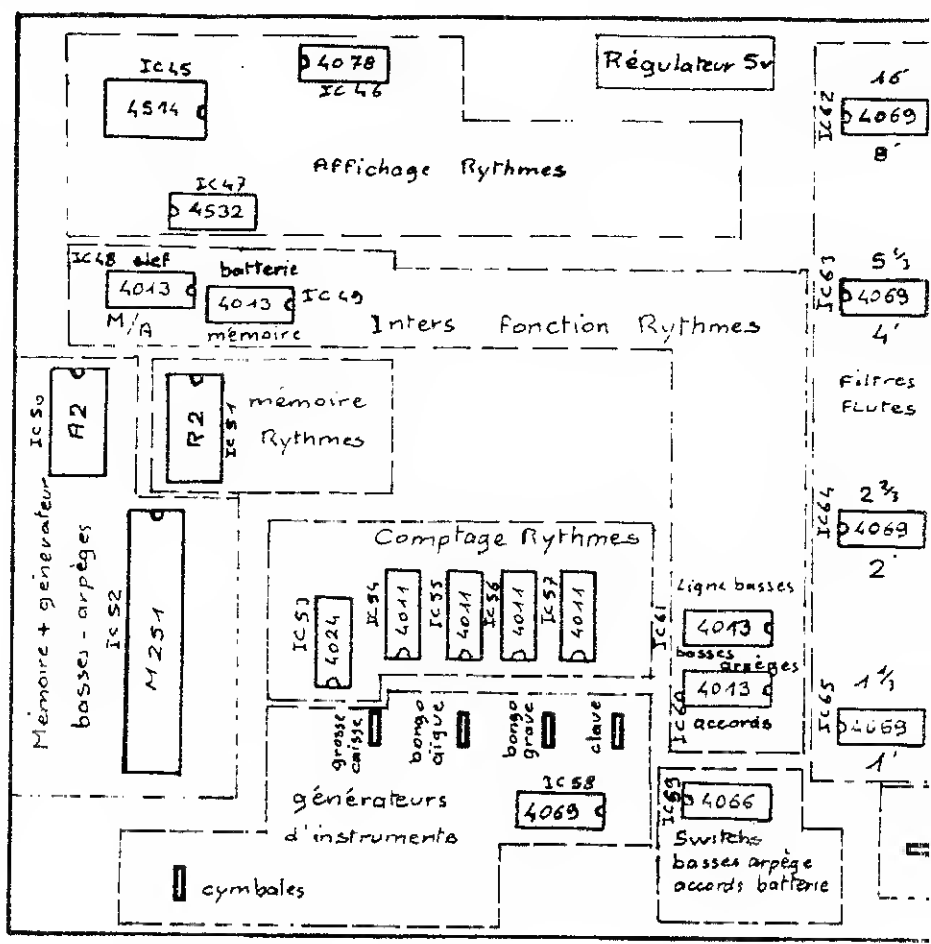 IC45
4514
4078
IC46
Régulateur 5v
IC62
16'
4069
8'
Affichage Rythmes
IC47
4532
IC48 clef
4013
M/A
batterie
4013
IC49
mémoire
Inters Fonction Rythmes
IC63
5 1/3
4069
4'
Filtres
FLUTES
IC50
A2
R2
IC51
mémoire
Rythmes
Mémoire + générateur
basses - arpèges
IC52
M251
IC64
2 2/3
4069
2'
Comptage Rythmes
IC53
4024
IC54
4011
IC55
4011
IC56
4011
IC57
4011
Ligne basses
IC61
4013
basses
arpèges
IC60
4013
accords
IC65
1 1/3
4069
1'
grosse
caisse
bongo
aïgue
bongo
grave
clave
générateurs
d'instruments
IC58
4069
cymbales
4066
Switchs
basses arpège
accords batterie